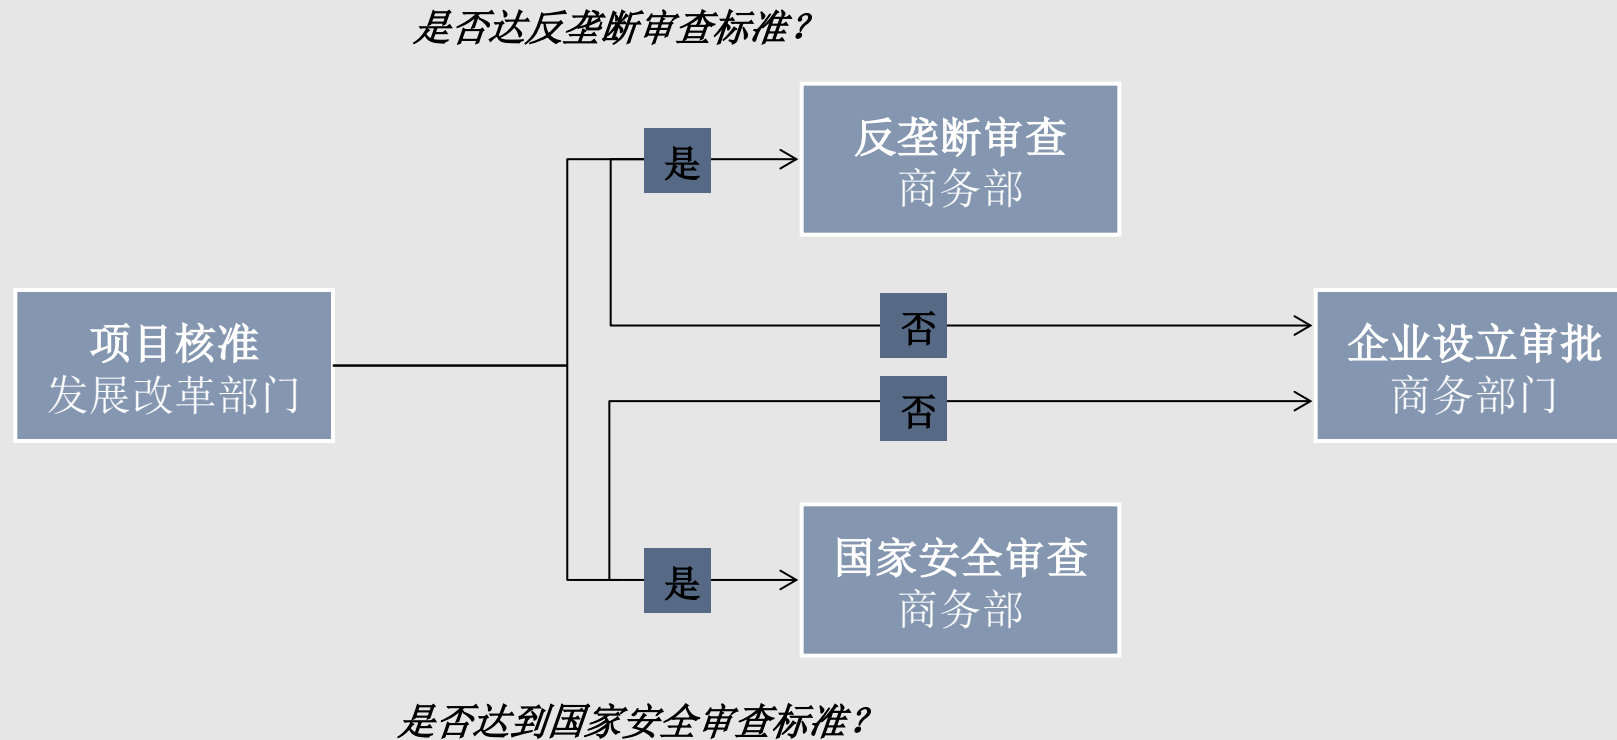 是否达反垄断审查标准？
反垄断审查
商务部
是
否
项目核准
发展改革部门
企业设立审批
商务部门
否
国家安全审查
商务部
是
是否达到国家安全审查标准？